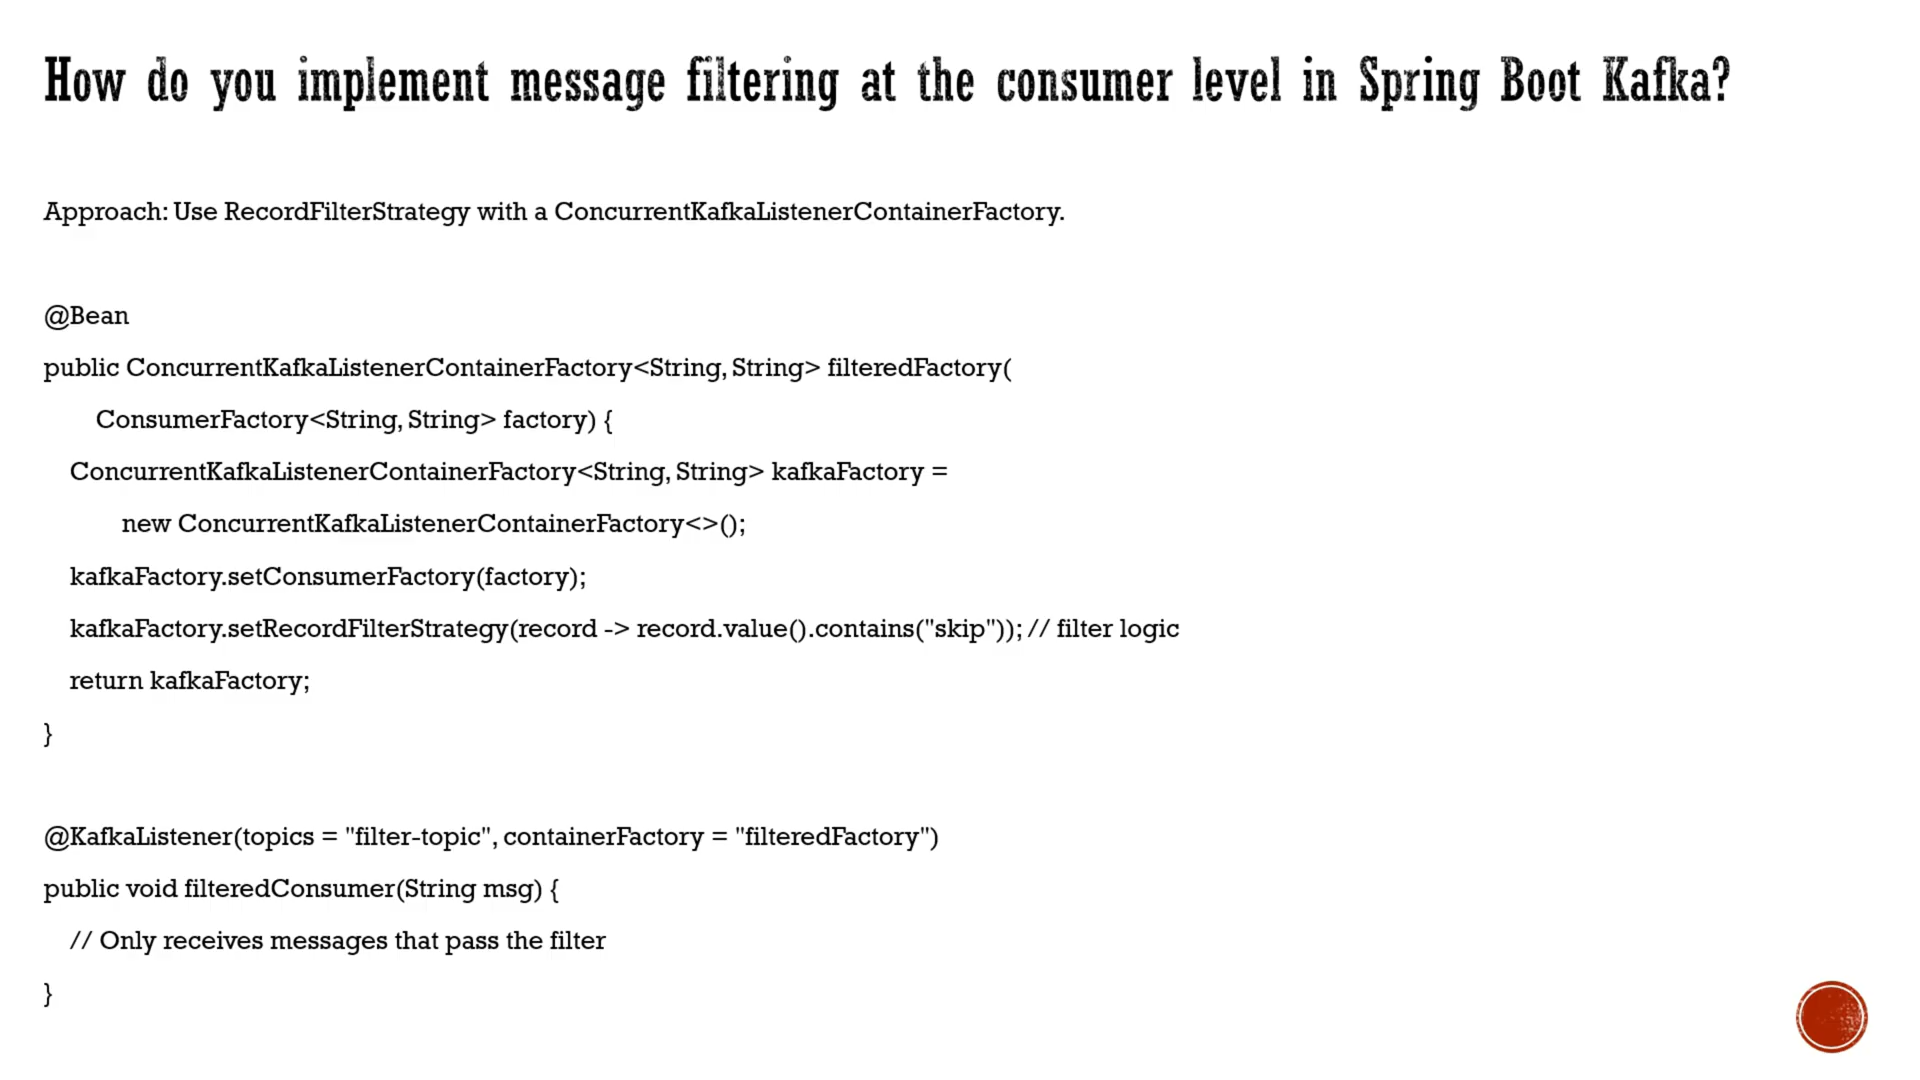 How do you implement message filtering at the consumer level in Spring Boot Kafka?
Approach: Use RecordFilterStrategy with a ConcurrentKafkaListenerContainerFactory.
@Bean
public ConcurrentKafkaListenerContainerFactory<String, String> filteredFactory(
ConsumerFactory<String, String> factory) {
ConcurrentKafkaListenerContainerFactory<String, String> kafkaFactory =
new ConcurrentKafkaListenerContainerFactory<>();
kafkaFactory.setConsumerFactory(factory);
kafkaFactory.setRecordFilterStrategy(record -> record.value().contains("skip")); // filter logic
return kafkaFactory;
}
@KafkaListener(topics = "filter-topic", containerFactory = "filteredFactory")
public void filteredConsumer(String msg) {
// Only receives messages that pass the filter
}